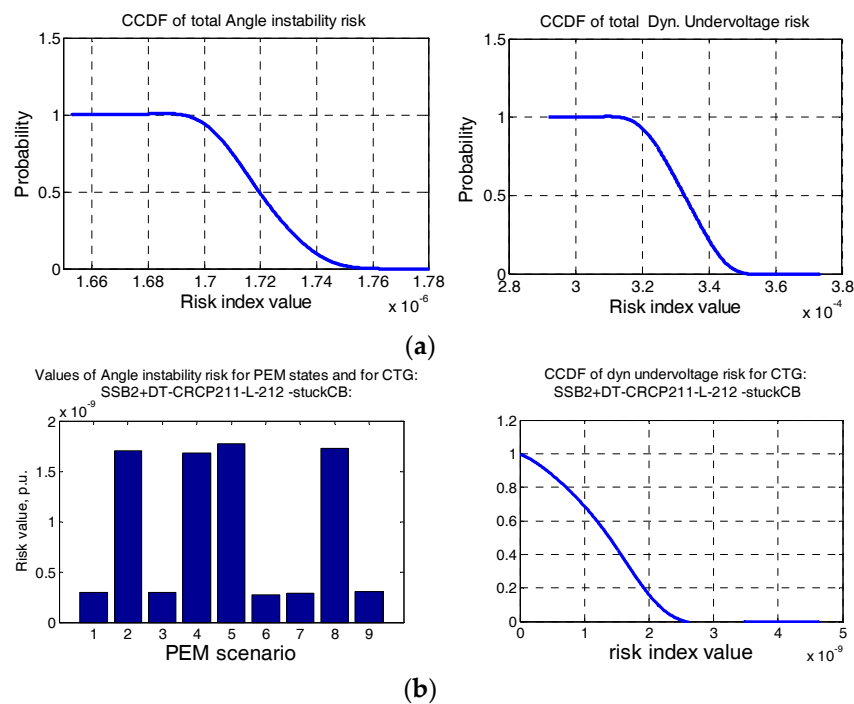 CCDF of total Angle instability risk
1.5
1
0.5
0
Probability
1.66 1.68 1.7 1.72 1.74 1.76 1.78
Risk index value
x 10-6
CCDF of total Dyn. Undervoltage risk
1.5
1
0.5
0
Probability
2.8 3 3.2 3.4 3.6 3.8
Risk index value
x 10-4
(a)
Values of Angle instability risk for PEM states and for CTG:
SSB2+DT-CRCP211-L-212 -stuckCB:
x 10-9
2
1.5
1
0.5
0
Risk value, p.u.
1 2 3 4 5 6 7 8 9
PEM scenario
CCDF of dyn undervoltage risk for CTG:
SSB2+DT-CRCP211-L-212 -stuckCB
1.2
1
0.8
0.6
0.4
0.2
0
0 1 2 3 4 5
risk index value
x 10-9
(b)